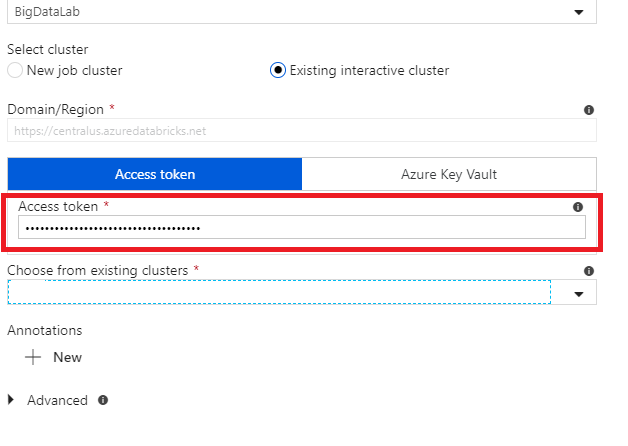 BigDataLab
Select cluster
New job cluster Existing interactive cluster
Domain/Region *
https://centralus.azuredatabricks.net
Access token Azure Key Vault
Access token *
••••••••••••••••••••••••••••••••••••
Choose from existing clusters *
Annotations
New
Advanced